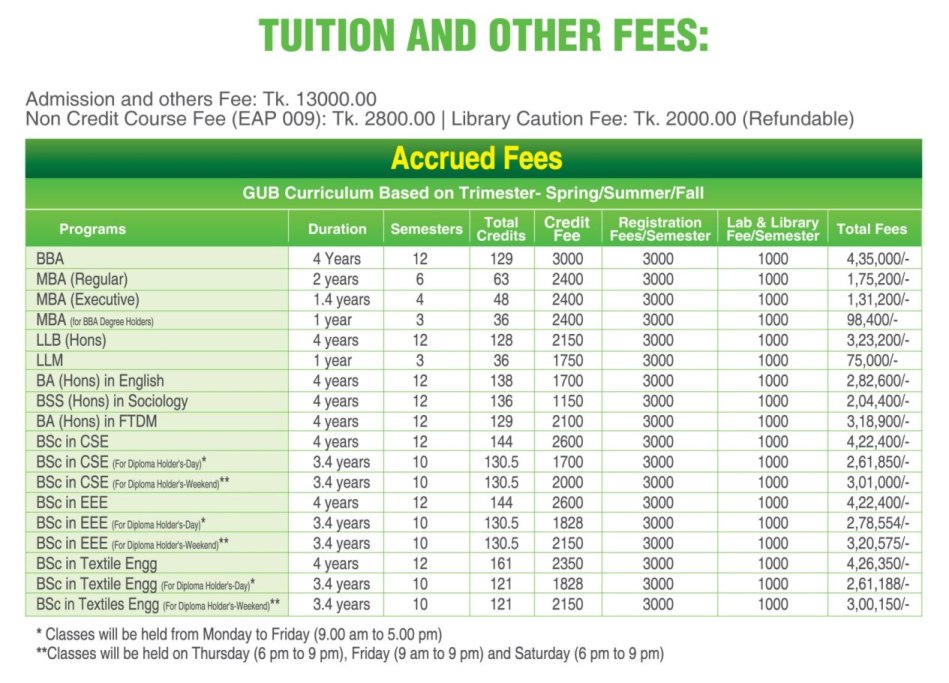 TUITION AND OTHER FEES:
Admission and others Fee: Tk. 13000.00
Non Credit Course Fee (EAP 009): Tk. 2800.00 | Library Caution Fee: Tk. 2000.00 (Refundable)
Accrued Fees
GUB Curriculum Based on Trimester- Spring/Summer/Fall
Programs Duration Semesters Total Credits Credit Fee Registration Fees/Semester Lab & Library Fee/Semester Total Fees
BBA 4 Years 12 129 3000 3000 1000 4,35,000/-
MBA (Regular) 2 years 6 63 2400 3000 1000 1,75,200/-
MBA (Executive) 1.4 years 4 48 2400 3000 1000 1,31,200/-
MBA (for BBA Degree Holders) 1 year 3 36 2400 3000 1000 98,400/-
LLB (Hons) 4 years 12 128 2150 3000 1000 3,23,200/-
LLM 1 year 3 36 1750 3000 1000 75,000/-
BA (Hons) in English 4 years 12 138 1700 3000 1000 2,82,600/-
BSS (Hons) in Sociology 4 years 12 136 1150 3000 1000 2,04,400/-
BA (Hons) in FTDM 4 years 12 129 2100 3000 1000 3,18,900/-
BSc in CSE 4 years 12 144 2600 3000 1000 4,22,400/-
BSc in CSE (For Diploma Holder's-Day)* 3.4 years 10 130.5 1700 3000 1000 2,61,850/-
BSc in CSE (For Diploma Holder's-Weekend)** 3.4 years 10 130.5 2000 3000 1000 3,01,000/-
BSc in EEE 4 years 12 144 2600 3000 1000 4,22,400/-
BSc in EEE (For Diploma Holder's-Day)* 3.4 years 10 130.5 1828 3000 1000 2,78,554/-
BSc in EEE (For Diploma Holder's-Weekend)** 3.4 years 10 130.5 2150 3000 1000 3,20,575/-
BSc in Textile Engg 4 years 12 161 2350 3000 1000 4,26,350/-
BSc in Textile Engg (For Diploma Holder's-Day)* 3.4 years 10 121 1828 3000 1000 2,61,188/-
BSc in Textiles Engg (For Diploma Holder's-Weekend)** 3.4 years 10 121 2150 3000 1000 3,00,150/-
* Classes will be held from Monday to Friday (9.00 am to 5.00 pm)
**Classes will be held on Thursday (6 pm to 9 pm), Friday (9 am to 9 pm) and Saturday (6 pm to 9 pm)